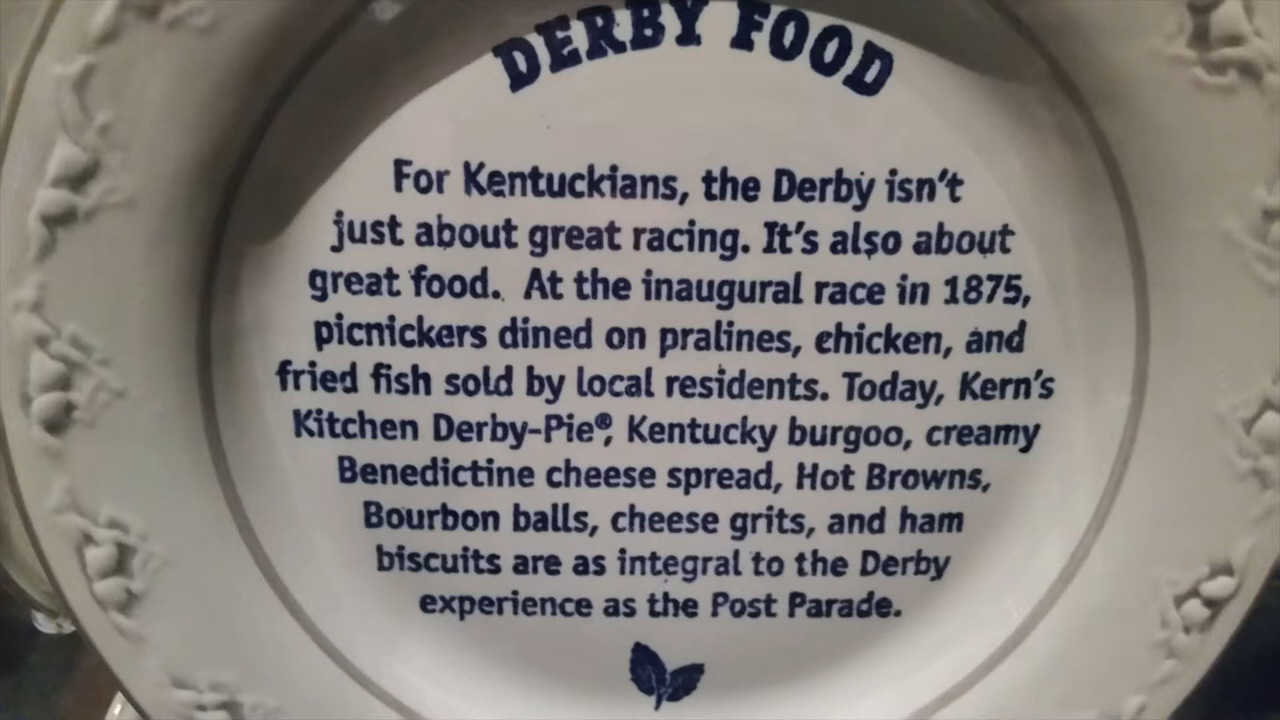 DERBY FOOD
For Kentuckians, the Derby isn't
just about great racing. It's also about
great food. At the inaugural race in 1875,
picnickers dined on pralines, chicken, and
fried fish sold by local residents. Today, Kern's
Kitchen Derby-Pie®, Kentucky burgoo, creamy
Benedictine cheese spread, Hot Browns,
Bourbon balls, cheese grits, and ham
biscuits are as integral to the Derby
experience as the Post Parade.